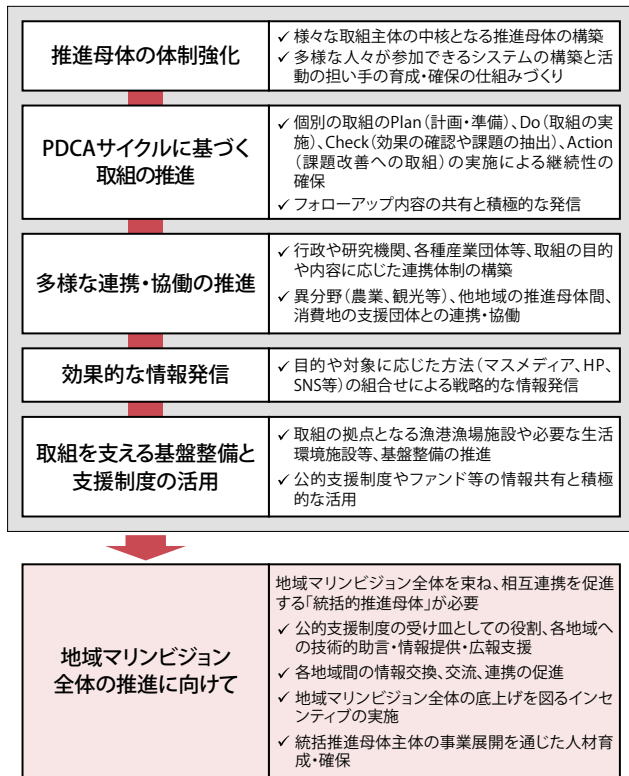 推進母体の体制強化
✓ 様々な取組主体の中核となる推進母体の構築
✓ 多様な人々が参加できるシステムの構築と活
動の担い手の育成・確保の仕組みづくり
PDCAサイクルに基づく
取組の推進
✓ 個別の取組のPlan（計画・準備）、Do（取組の実
施）、Check（効果の確認や課題の抽出）、Action
（課題改善への取組）の実施による継続性の
確保
✓ フォローアップ内容の共有と積極的な発信
多様な連携・協働の推進
✓ 行政や研究機関、各種産業団体等、取組の目的
や内容に応じた連携体制の構築
✓ 異分野（農業、観光等）、他地域の推進母体間、
消費地の支援団体との連携・協働
効果的な情報発信
✓ 目的や対象に応じた方法（マスメディア、HP、
SNS等）の組合せによる戦略的な情報発信
取組を支える基盤整備と
支援制度の活用
✓ 取組の拠点となる漁港漁場施設や必要な生活
環境施設等、基盤整備の推進
✓ 公的支援制度やファンド等の情報共有と積極
的な活用
地域マリンビジョン
全体の推進に向けて
地域マリンビジョン全体を束ね、相互連携を促進
する「統括的推進母体」が必要
✓ 公的支援制度の受け皿としての役割、各地域へ
の技術的助言・情報提供・広報支援
✓ 各地域間の情報交換、交流、連携の促進
✓ 地域マリンビジョン全体の底上げを図るインセ
ンティブの実施
✓ 統括推進母体主体の事業展開を通じた人材育
成・確保